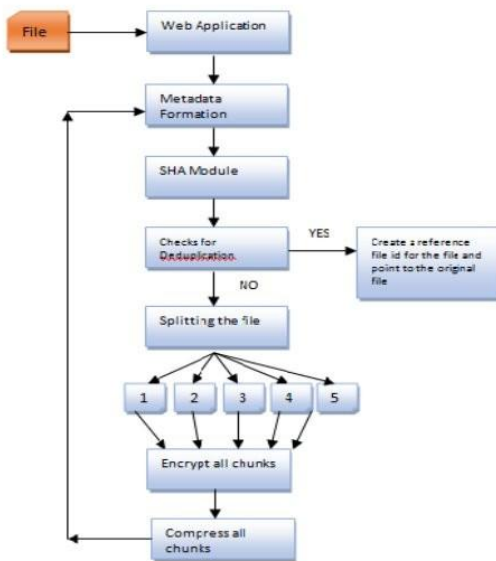 File
Web Application
Metadata
Formation
SHA Module
Checks for
Deduplication
YES
Create a reference
file id for the file and
point to the original
file
NO
Splitting the file
1
2
3
4
5
Encrypt all chunks
Compress all
chunks